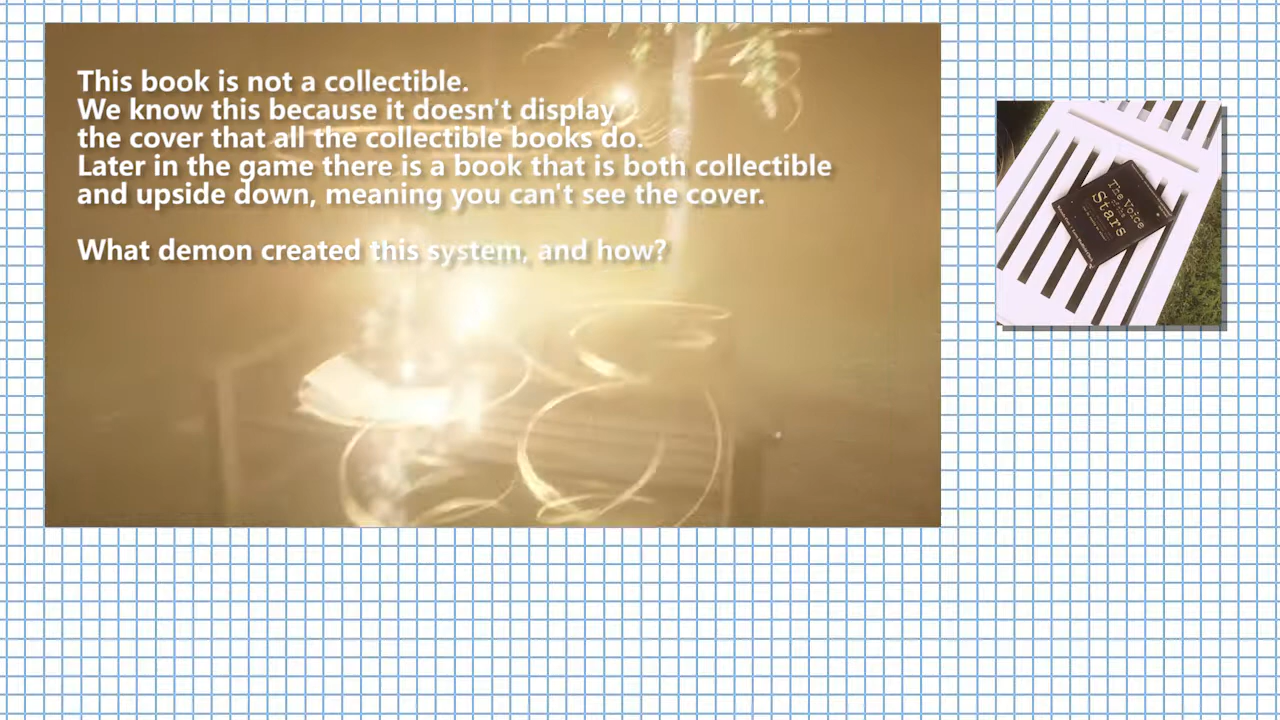 This book is not a collectible.
We know this because it doesn't display
the cover that all the collectible books do.
Later in the game there is a book that is both collectible
and upside down, meaning you can't see the cover.
What demon created this system, and how?
The Voice
of the
Stars